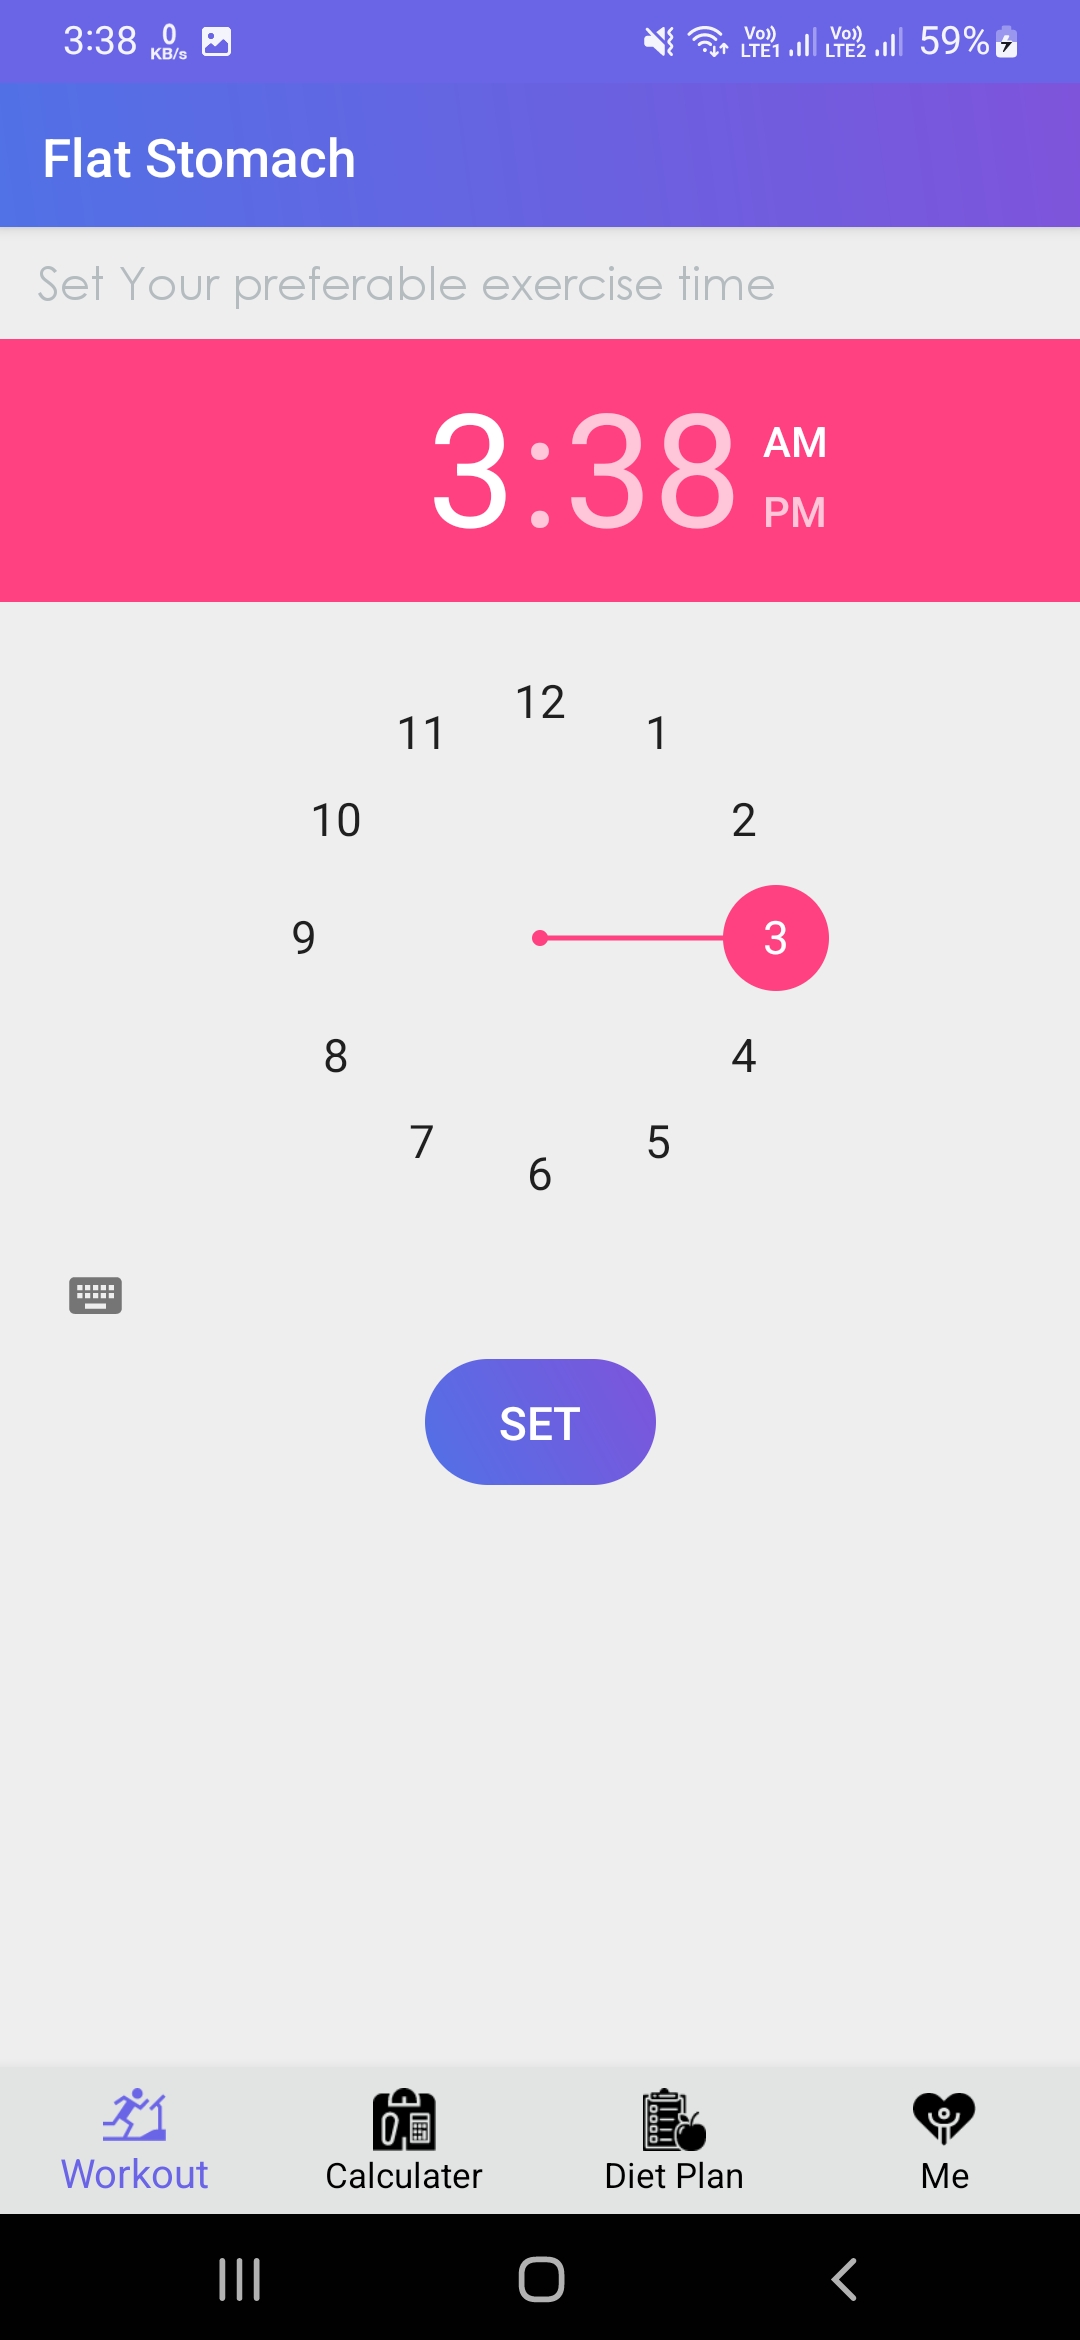 3:38 0 KB/s Vo)) LTE1 Vo)) LTE2 59%
Flat Stomach
Set Your preferable exercise time
3:38 AM
PM
12
11 1
10 2
9 3
8 4
7 5
6
SET
Workout Calculater Diet Plan Me